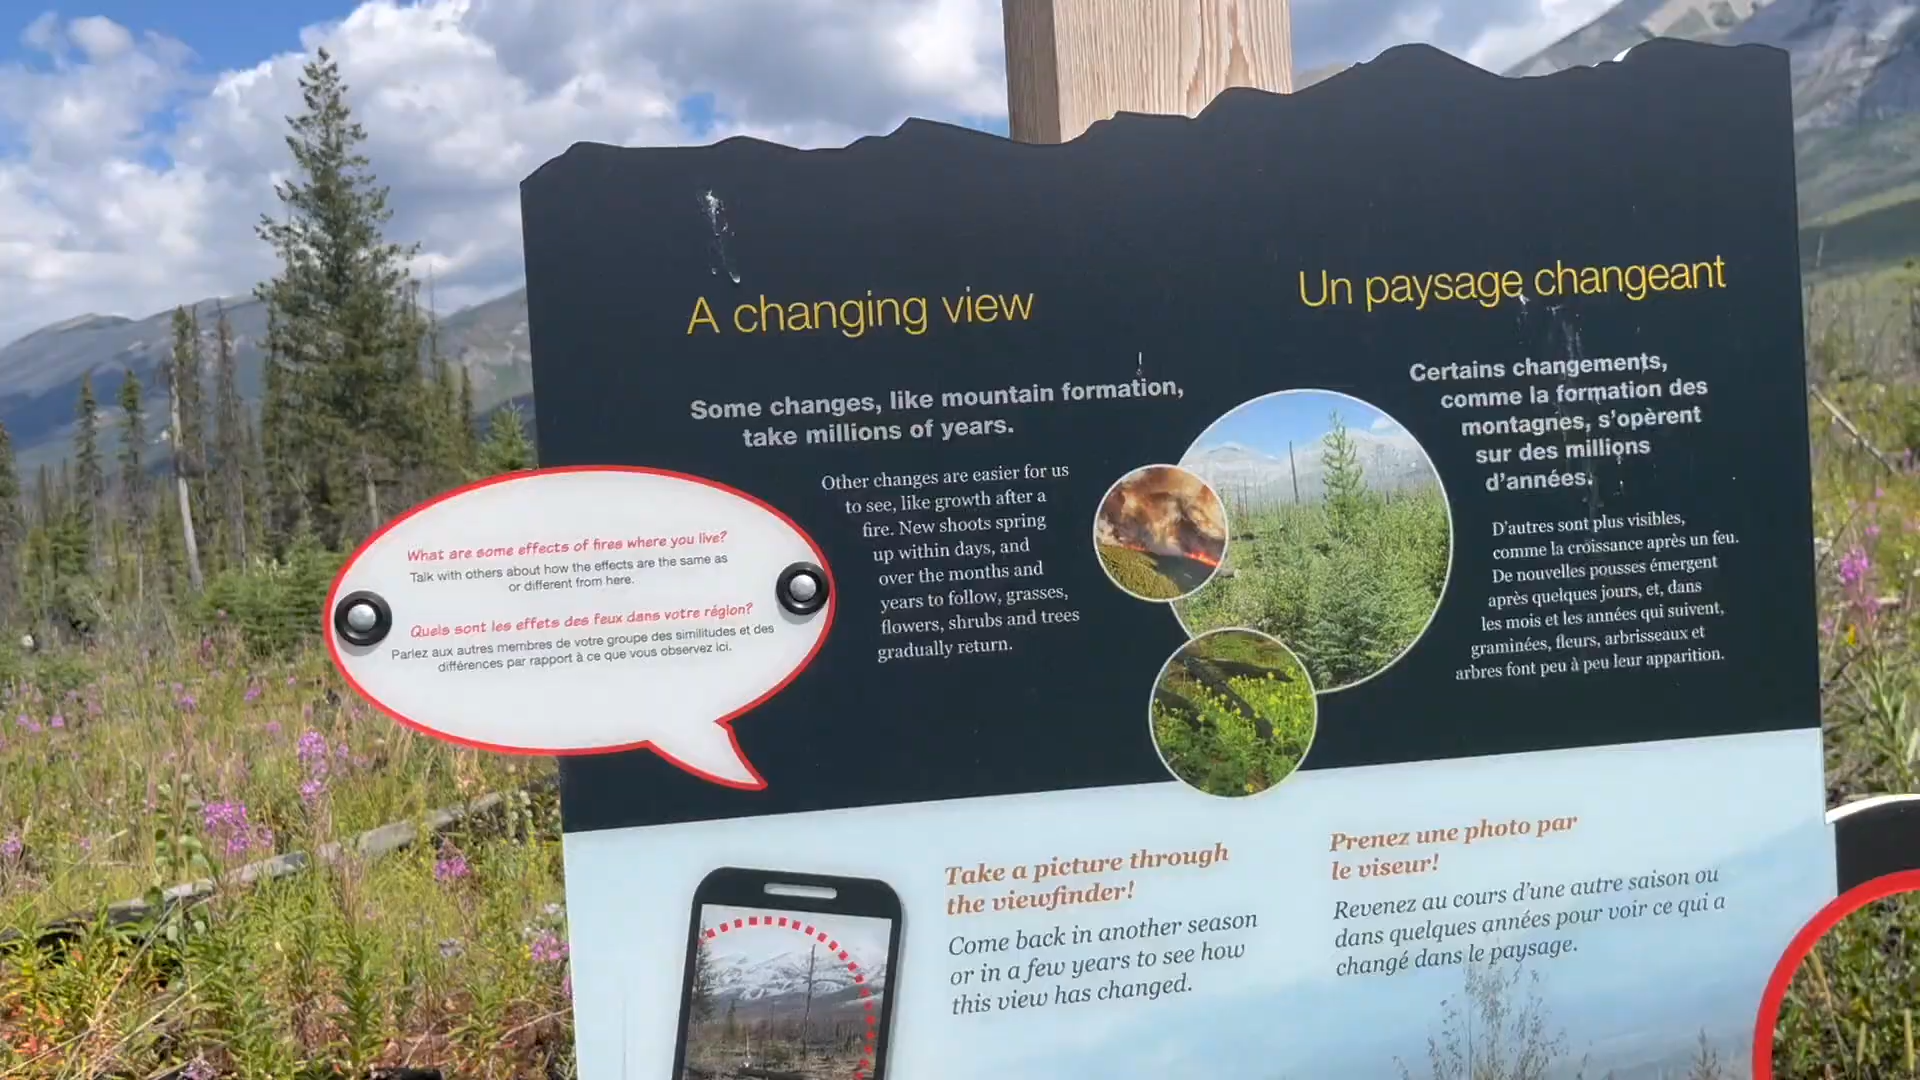 A changing view
Some changes, like mountain formation,
take millions of years.
Other changes are easier for us
to see, like growth after a
fire. New shoots spring
up within days, and
over the months and
years to follow, grasses,
flowers, shrubs and trees
gradually return.
Un paysage changeant
Certains changements,
comme la formation des
montagnes, s'opèrent
sur des millions
d'années.
D'autres sont plus visibles,
comme la croissance après un feu.
De nouvelles pousses émergent
après quelques jours, et, dans
les mois et les années qui suivent,
graminées, fleurs, arbrisseaux et
arbres font peu à peu leur apparition.
What are some effects of fires where you live?
Talk with others about how the effects are the same as
or different from here.
Quels sont les effets des feux dans votre région?
Parlez aux autres membres de votre groupe des similitudes et des
différences par rapport à ce que vous observez ici.
Take a picture through
the viewfinder!
Come back in another season
or in a few years to see how
this view has changed.
Prenez une photo par
le viseur!
Revenez au cours d'une autre saison ou
dans quelques années pour voir ce qui a
changé dans le paysage.